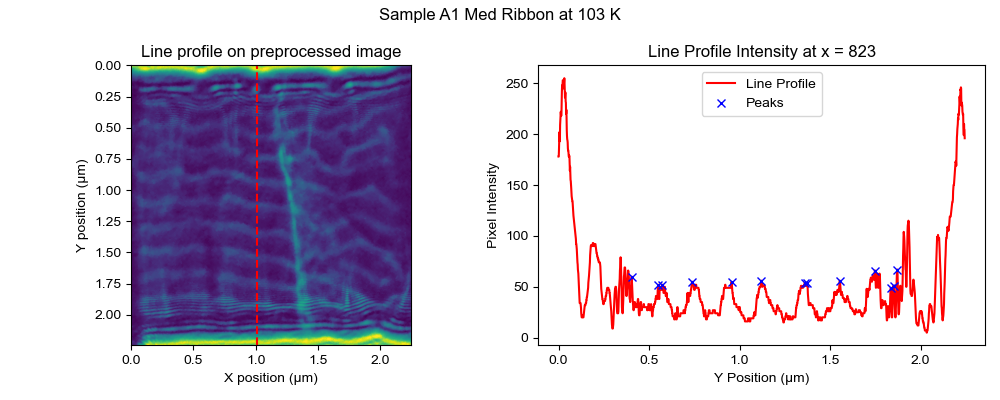 Sample A1 Med Ribbon at 103 K
Line profile on preprocessed image
0.00
0.25
0.50
0.75
1.00
1.25
1.50
1.75
2.00
Y position (μm)
0.0
0.5
1.0
1.5
2.0
X position (μm)
Line Profile Intensity at x = 823
Line Profile
Peaks
250
200
150
100
50
0
Pixel Intensity
0.0
0.5
1.0
1.5
2.0
Y Position (μm)